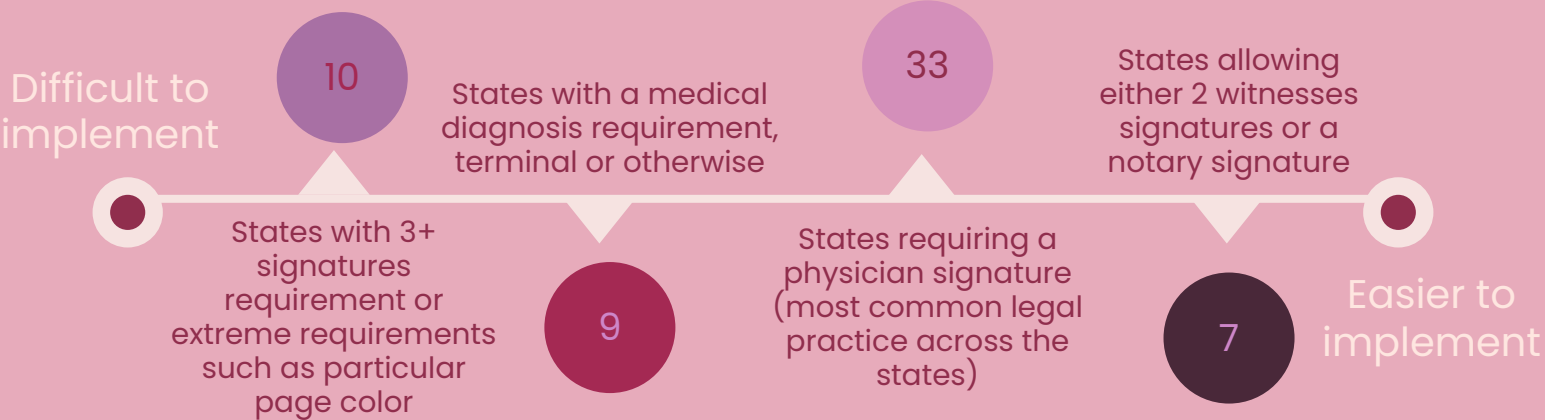 Difficult to
implement
10
States with 3+
signatures
requirement or
extreme requirements
such as particular
page color
States with a medical
diagnosis requirement,
terminal or otherwise
9
33
States requiring a
physician signature
(most common legal
practice across the
states)
States allowing
either 2 witnesses
signatures or a
notary signature
7
Easier to
implement